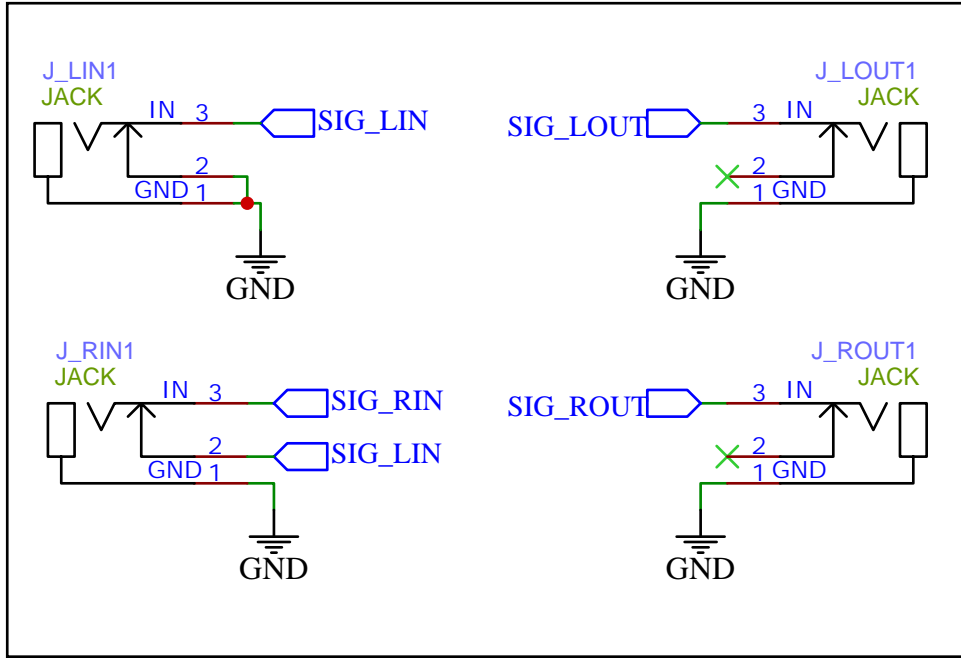 J_LIN1
JACK
IN 3 SIG_LIN
2
GND 1
GND
J_LOUT1
JACK
SIG_LOUT 3 IN
2
1 GND
GND
J_RIN1
JACK
IN 3 SIG_RIN
2 SIG_LIN
GND 1
GND
J_ROUT1
JACK
SIG_ROUT 3 IN
2
1 GND
GND